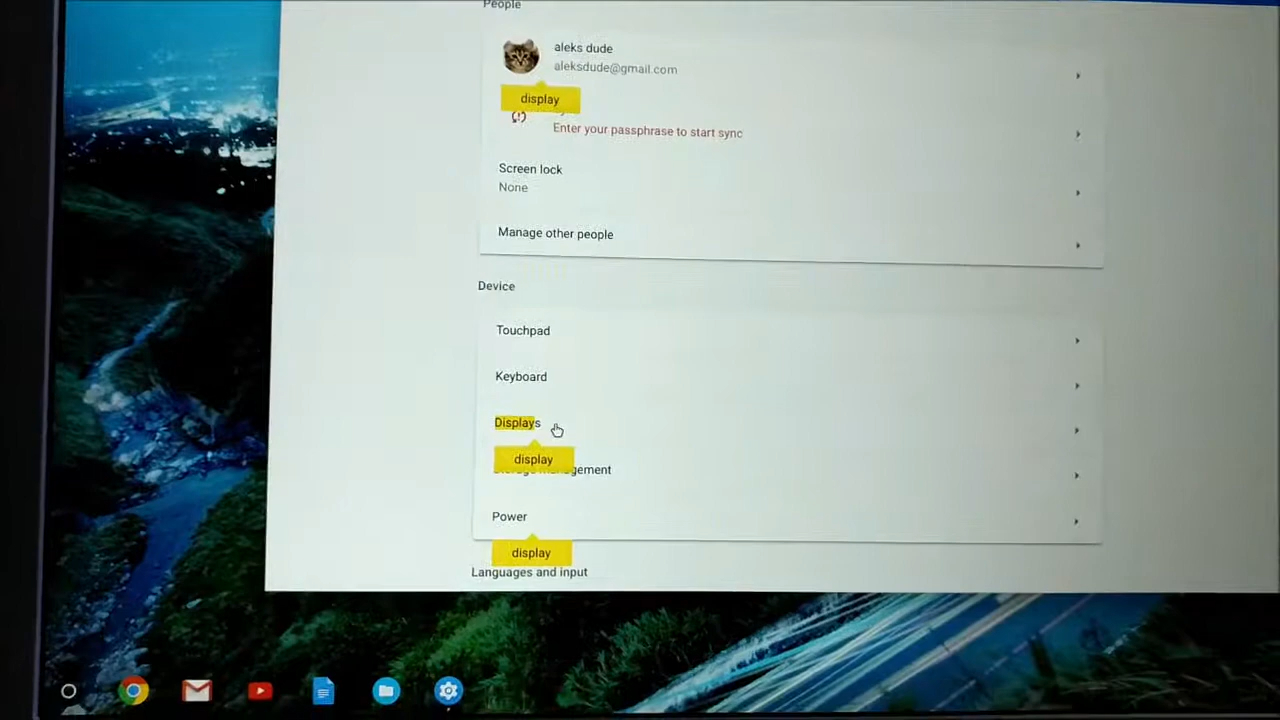 People
aleks dude
aleksdude@gmail.com
display
Enter your passphrase to start sync
Screen lock
None
Manage other people
Device
Touchpad
Keyboard
Displays
display
gement
Power
display
Languages and input